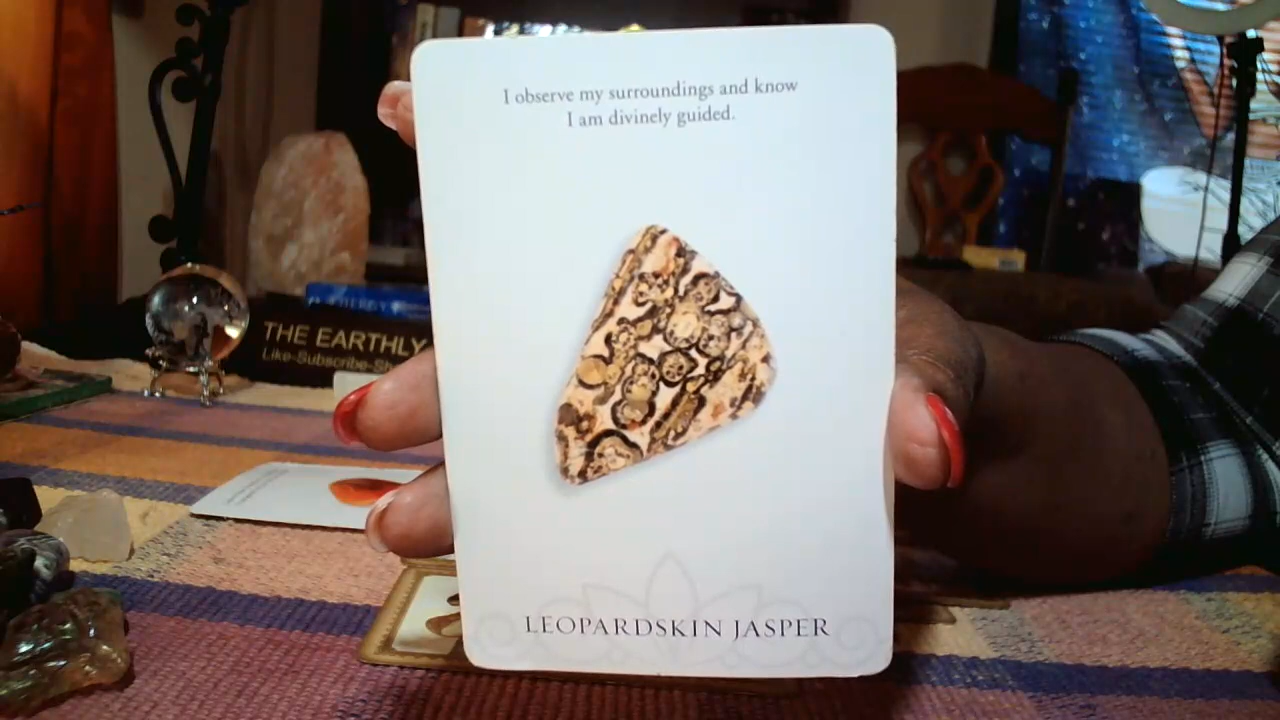 I observe my surroundings and know
I am divinely guided.
THE EARTHLY
Like-Subscribe-Sh
LEOPARDSKIN JASPER